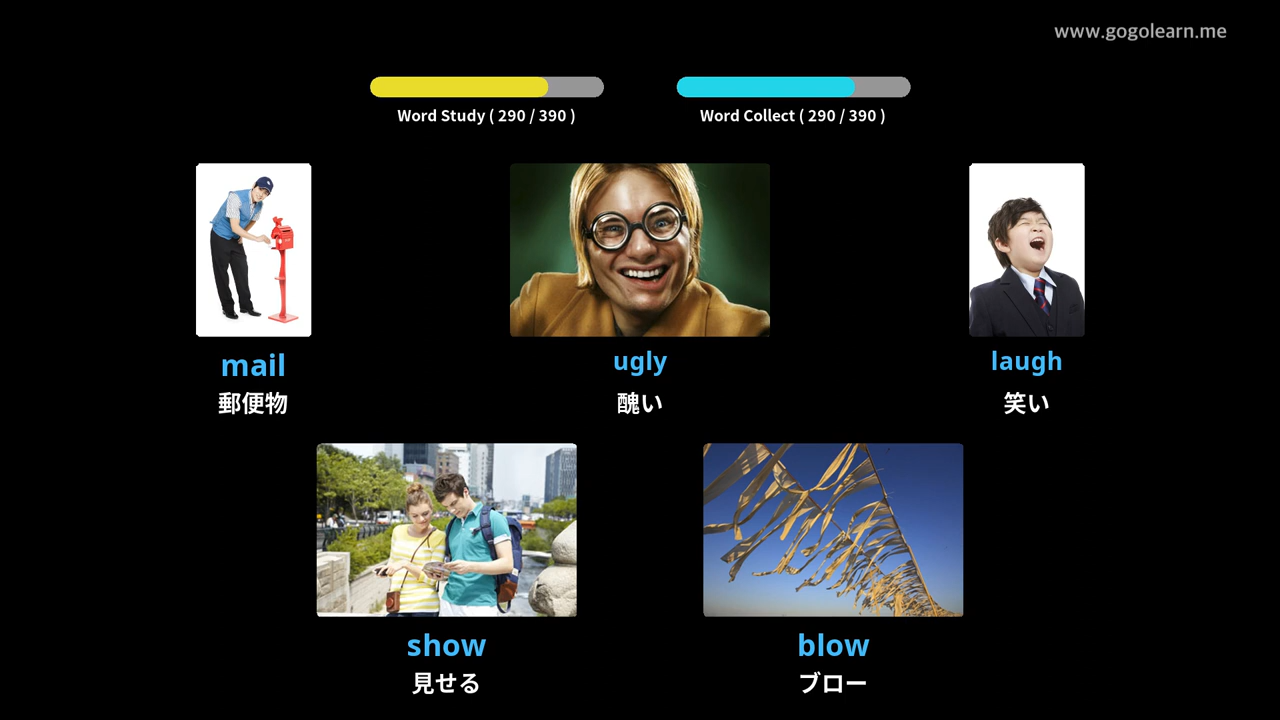 www.gogolearn.me
Word Study ( 290 / 390 )
Word Collect ( 290 / 390 )
mail
郵便物
ugly
醜い
laugh
笑い
show
見せる
blow
ブロー